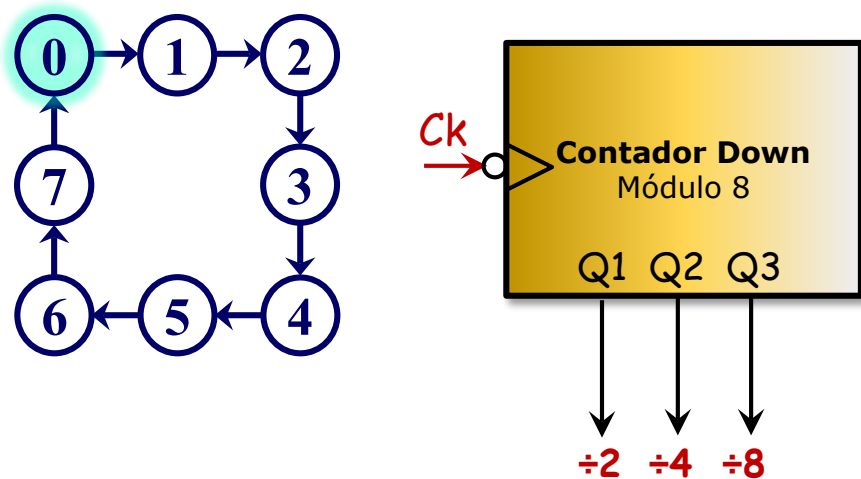 0 1 2
7 3
6 5 4
Ck
Contador Down
Módulo 8
Q1 Q2 Q3
÷2 ÷4 ÷8